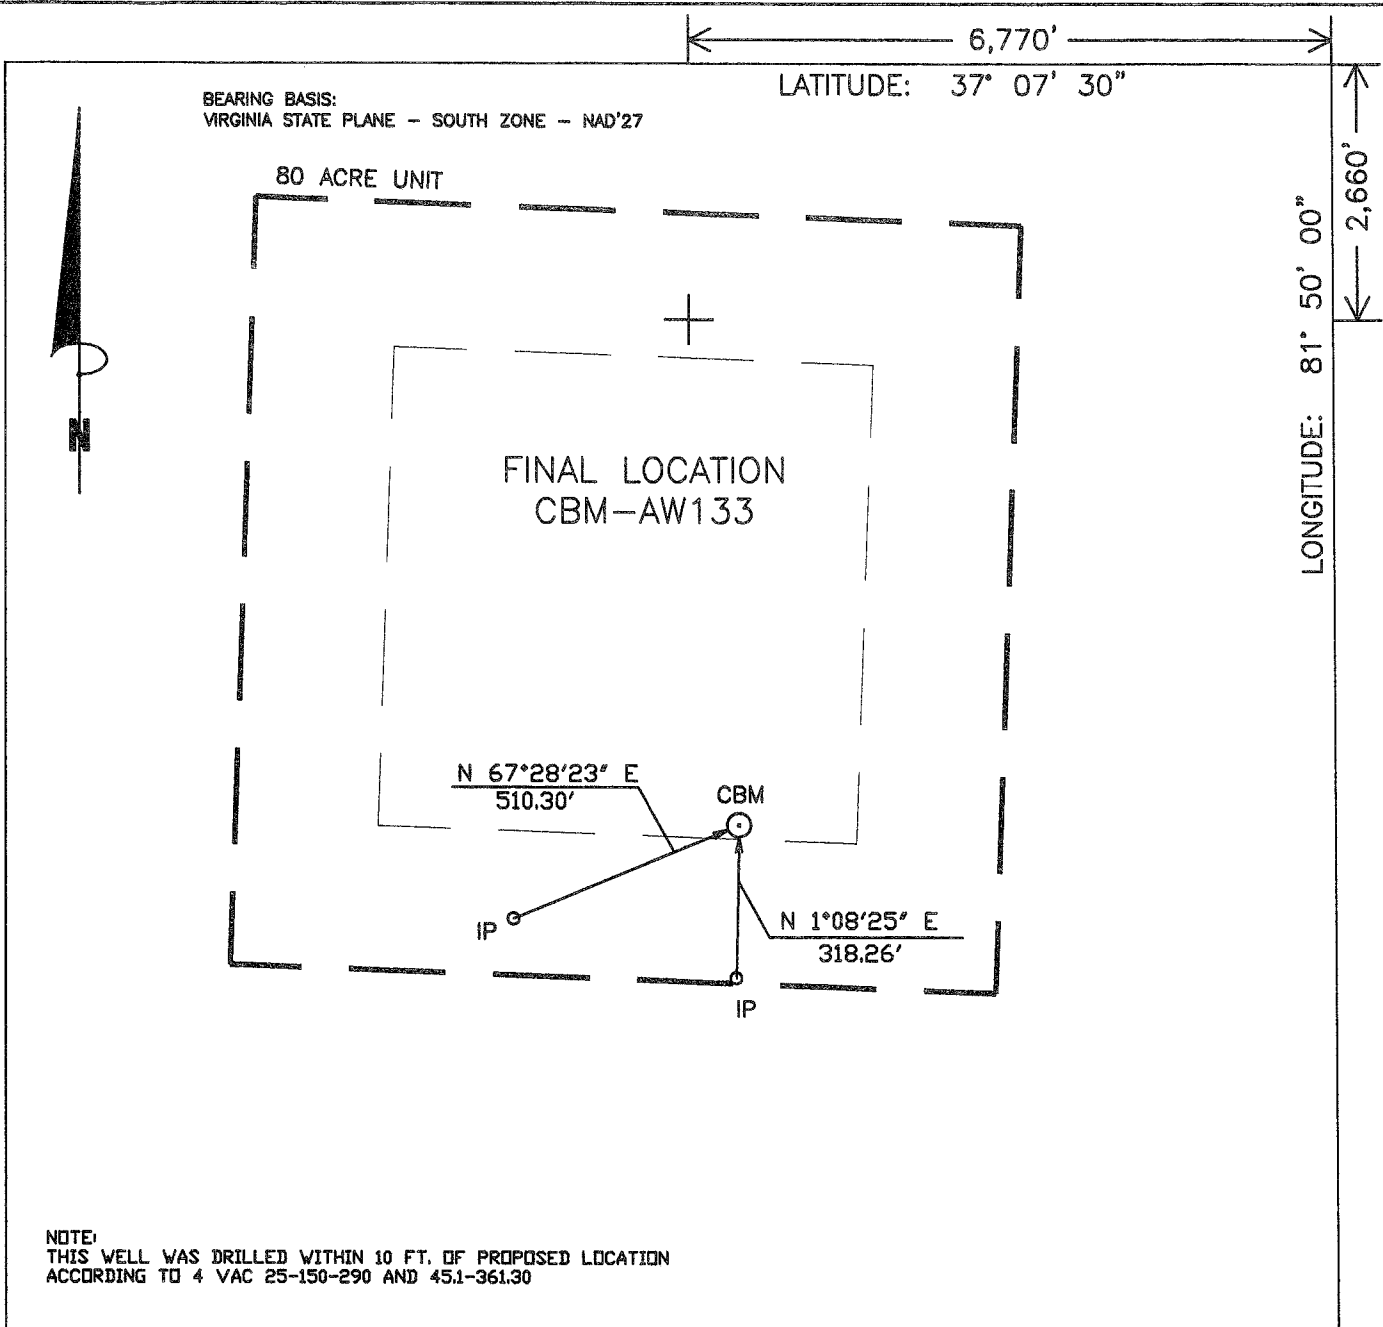 6,770'
LATITUDE: 37° 07' 30"
BEARING BASIS:
VIRGINIA STATE PLANE - SOUTH ZONE - NAD'27
2,660'
80 ACRE UNIT
LONGITUDE: 81° 50' 00"
N
FINAL LOCATION
CBM-AW133
N 67°28'23" E
510.30'
CBM
IP
N 1°08'25" E
318.26'
IP
NOTE:
THIS WELL WAS DRILLED WITHIN 10 FT. OF PROPOSED LOCATION
ACCORDING TO 4 VAC 25-150-290 AND 45.1-361.30